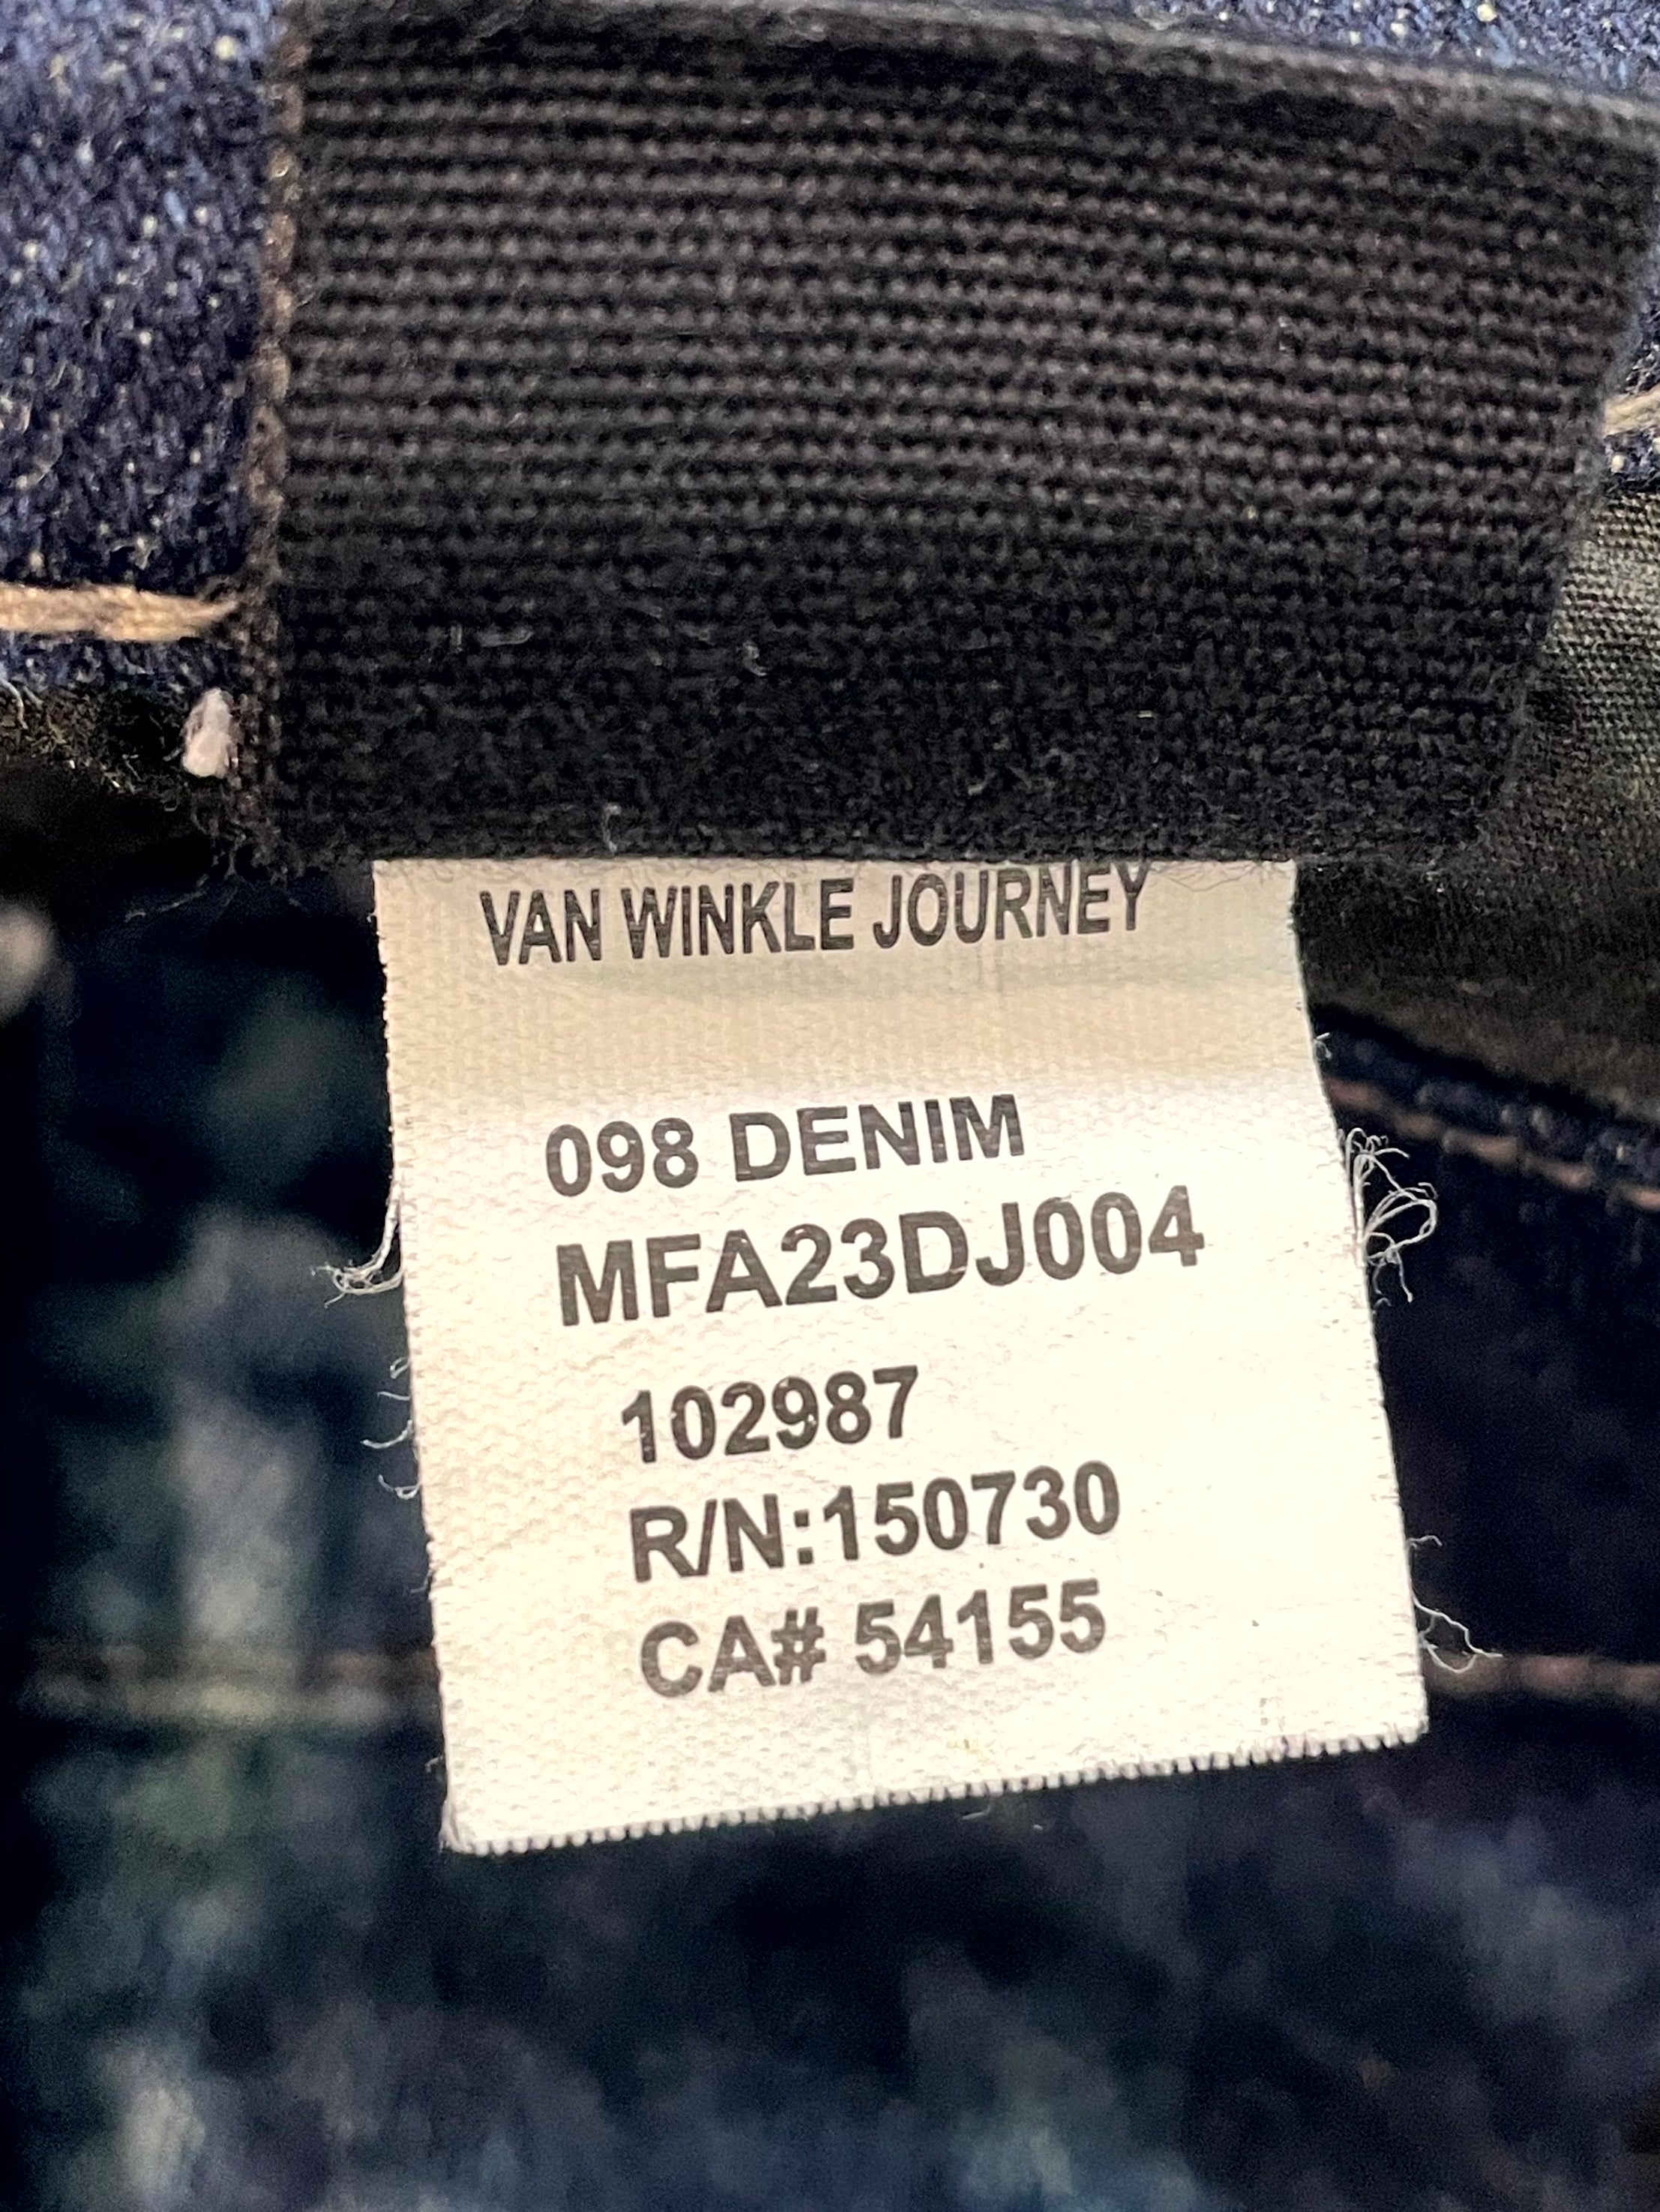 VAN WINKLE JOURNEY
098 DENIM
MFA23DJ004
102987
R/N:150730
CA# 54155